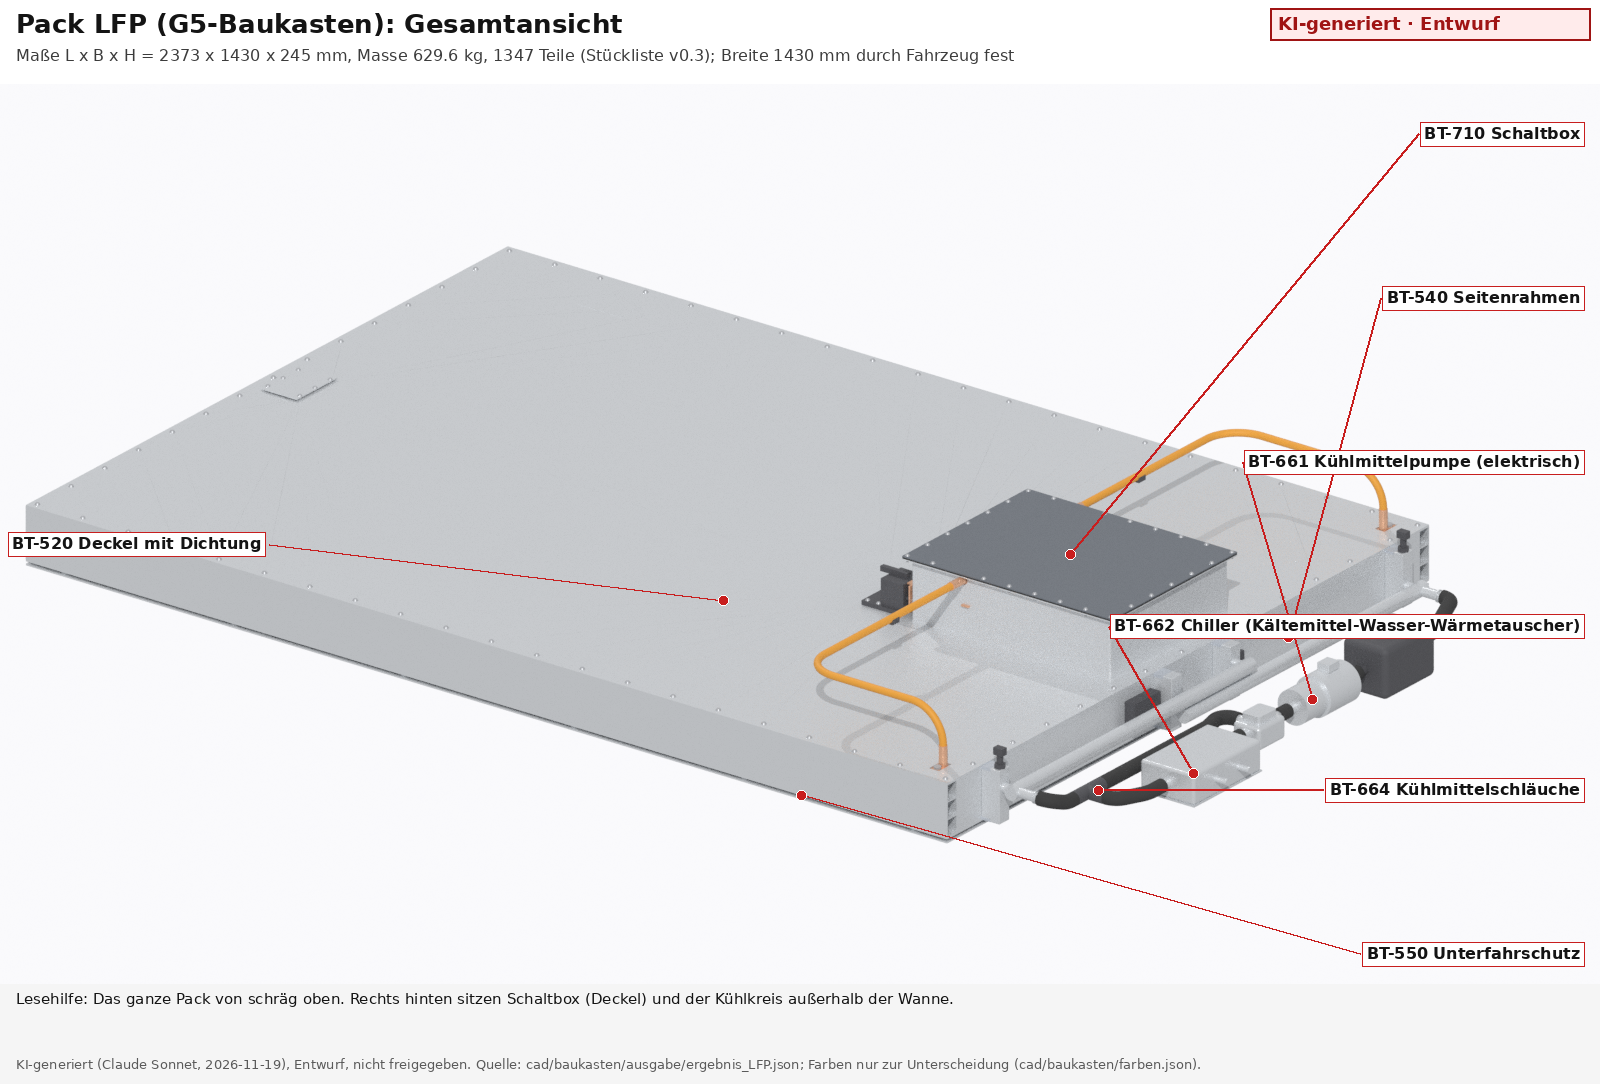 Pack LFP (G5-Baukasten): Gesamtansicht
KI-generiert · Entwurf
Maße L x B x H = 2373 x 1430 x 245 mm, Masse 629.6 kg, 1347 Teile (Stückliste v0.3); Breite 1430 mm durch Fahrzeug fest
BT-710 Schaltbox
BT-540 Seitenrahmen
BT-661 Kühlmittelpumpe (elektrisch)
BT-520 Deckel mit Dichtung
BT-662 Chiller (Kältemittel-Wasser-Wärmetauscher)
BT-664 Kühlmittelschläuche
BT-550 Unterfahrschutz
Lesehilfe: Das ganze Pack von schräg oben. Rechts hinten sitzen Schaltbox (Deckel) und der Kühlkreis außerhalb der Wanne.
KI-generiert (Claude Sonnet, 2026-11-19), Entwurf, nicht freigegeben. Quelle: cad/baukasten/ausgabe/ergebnis_LFP.json; Farben nur zur Unterscheidung (cad/baukasten/farben.json).